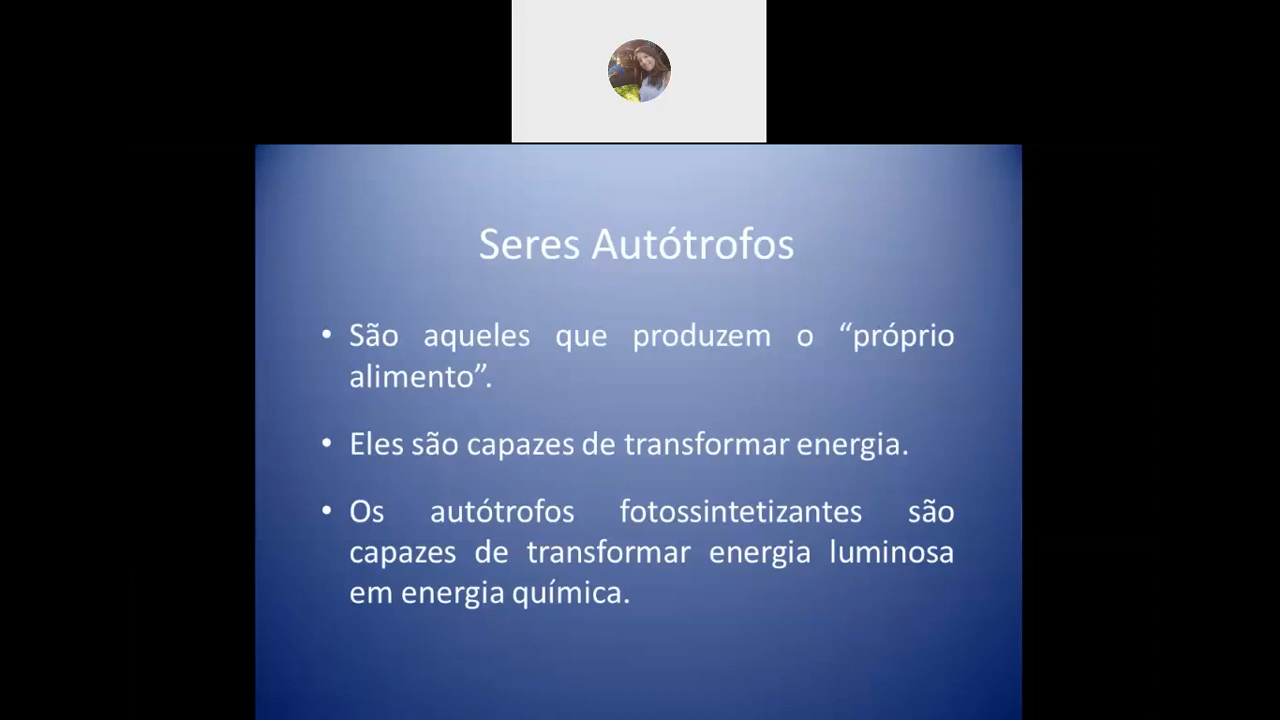 Seres Autótrofos
• São aqueles que produzem o “próprio
alimento”.
• Eles são capazes de transformar energia.
• Os autótrofos fotossintetizantes são
capazes de transformar energia luminosa
em energia química.